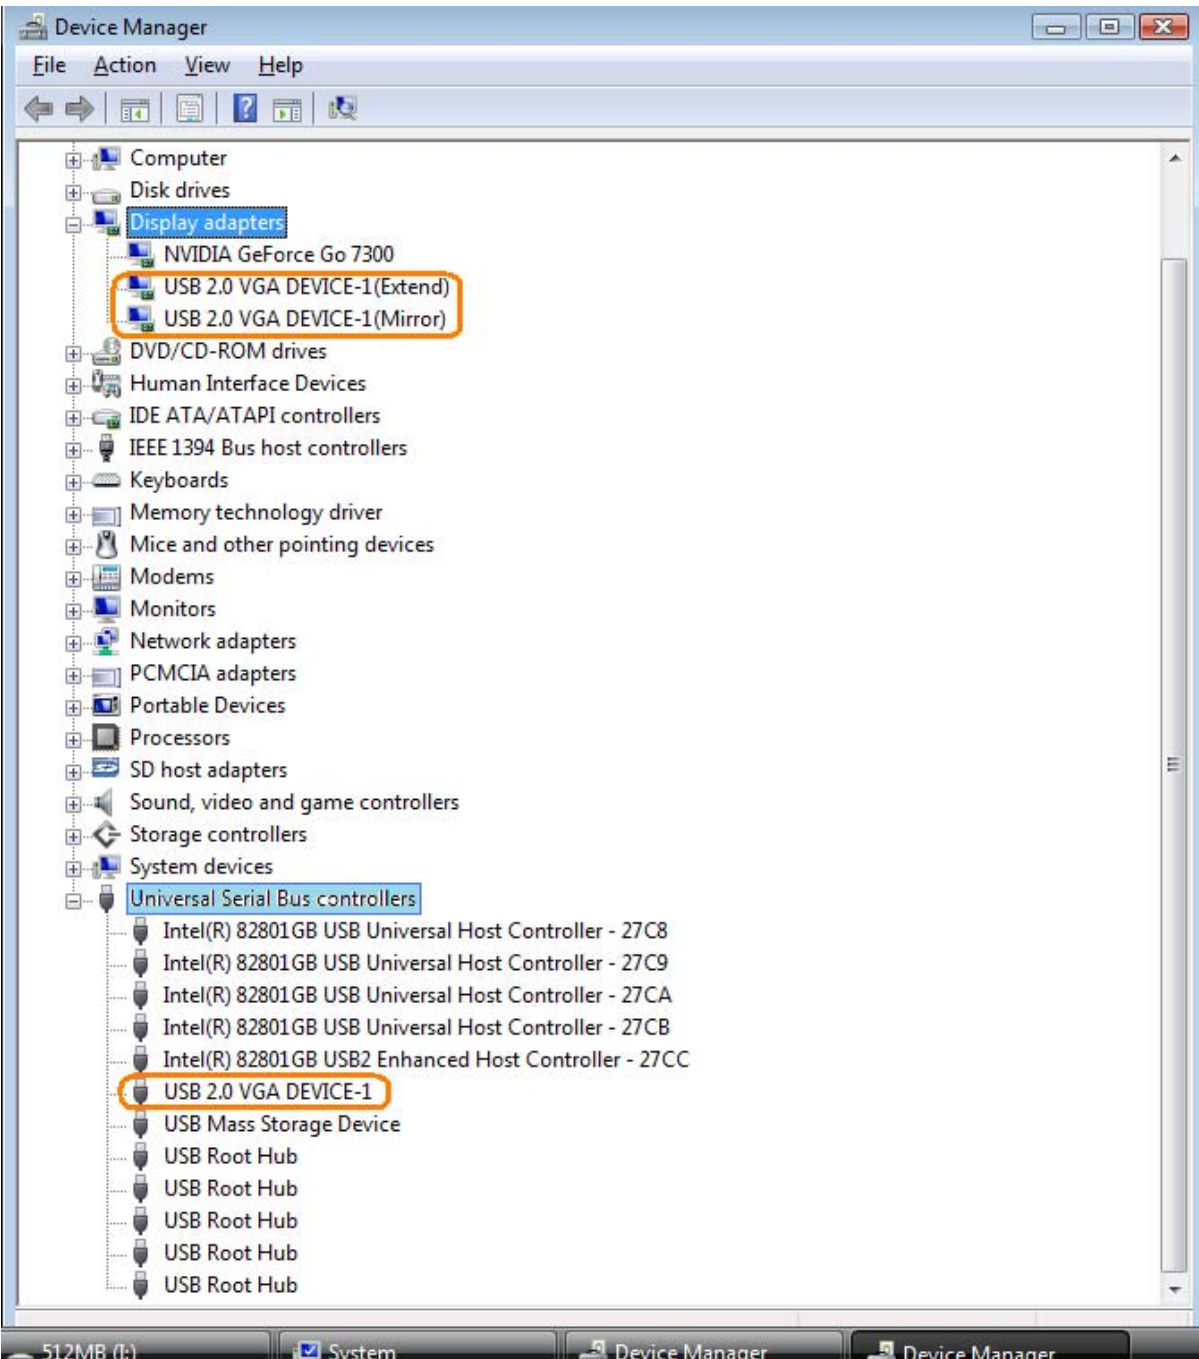 Device Manager
File Action View Help
Computer
Disk drives
Display adapters
NVIDIA GeForce Go 7300
USB 2.0 VGA DEVICE-1(Extend)
USB 2.0 VGA DEVICE-1(Mirror)
DVD/CD-ROM drives
Human Interface Devices
IDE ATA/ATAPI controllers
IEEE 1394 Bus host controllers
Keyboards
Memory technology driver
Mice and other pointing devices
Modems
Monitors
Network adapters
PCMCIA adapters
Portable Devices
Processors
SD host adapters
Sound, video and game controllers
Storage controllers
System devices
Universal Serial Bus controllers
Intel(R) 82801GB USB Universal Host Controller - 27C8
Intel(R) 82801GB USB Universal Host Controller - 27C9
Intel(R) 82801GB USB Universal Host Controller - 27CA
Intel(R) 82801GB USB Universal Host Controller - 27CB
Intel(R) 82801GB USB2 Enhanced Host Controller - 27CC
USB 2.0 VGA DEVICE-1
USB Mass Storage Device
USB Root Hub
USB Root Hub
USB Root Hub
USB Root Hub
USB Root Hub
512MB (I:) System Device Manager Device Manager